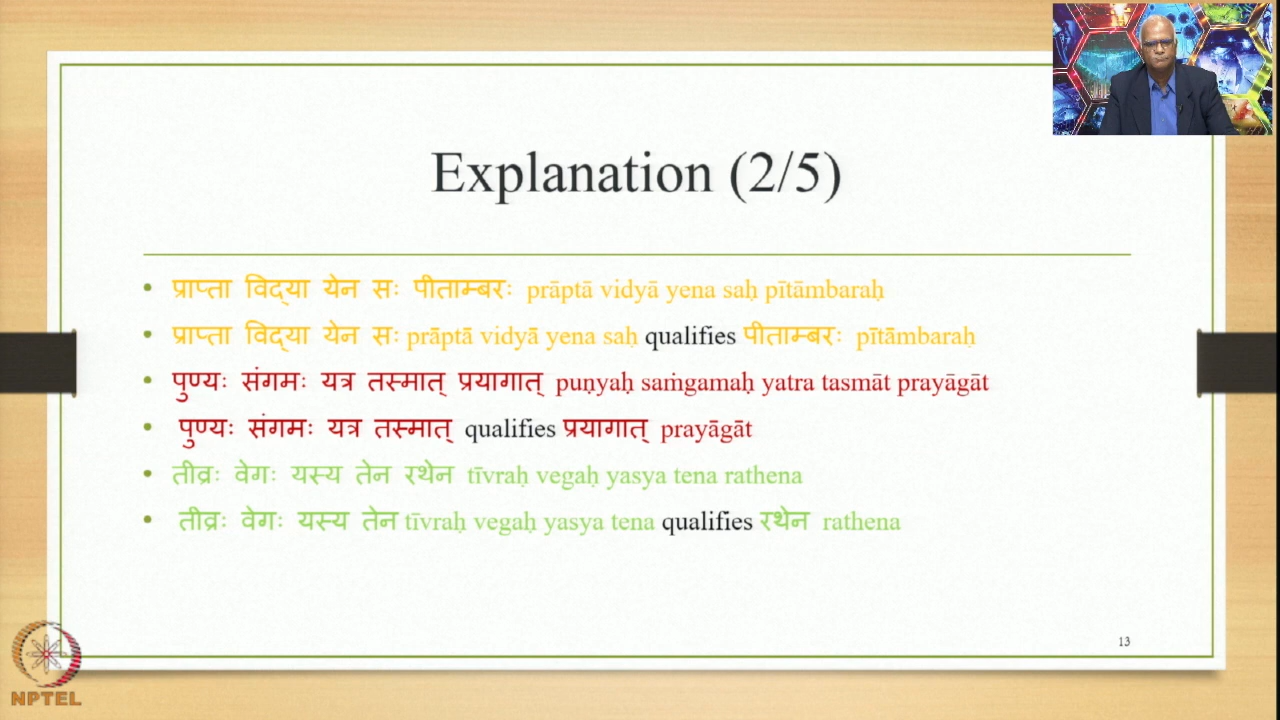 Explanation (2/5)
• प्राप्ता विद्या येन सः पीताम्बरः prāptā vidyā yena saḥ pītāmbaraḥ
• प्राप्ता विद्या येन सः prāptā vidyā yena saḥ qualifies पीताम्बरः pītāmbaraḥ
• पुण्यः संगमः यत्र तस्मात् प्रयागात् puṇyaḥ saṁgamaḥ yatra tasmāt prayāgāt
• पुण्यः संगमः यत्र तस्मात् qualifies प्रयागात् prayāgāt
• तीव्रः वेगः यस्य तेन रथेन tīvraḥ vegaḥ yasya tena rathena
• तीव्रः वेगः यस्य तेन tīvraḥ vegaḥ yasya tena qualifies रथेन rathena
13
NPTEL